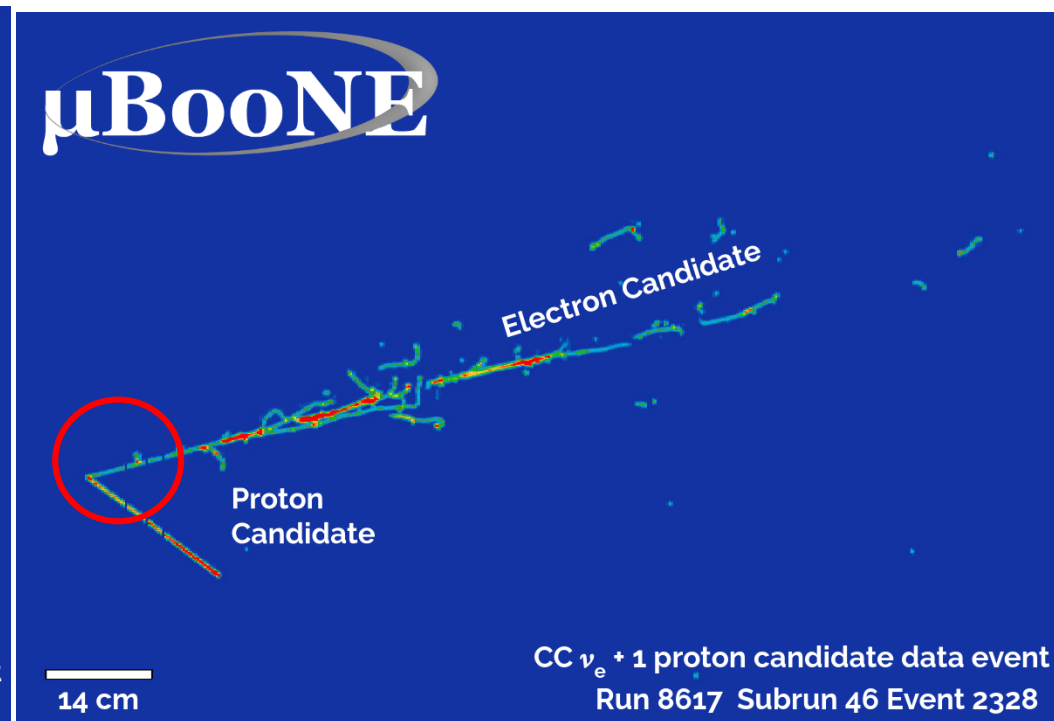 µBooNE
Electron Candidate
Proton
Candidate
14 cm
CC νe + 1 proton candidate data event
Run 8617 Subrun 46 Event 2328